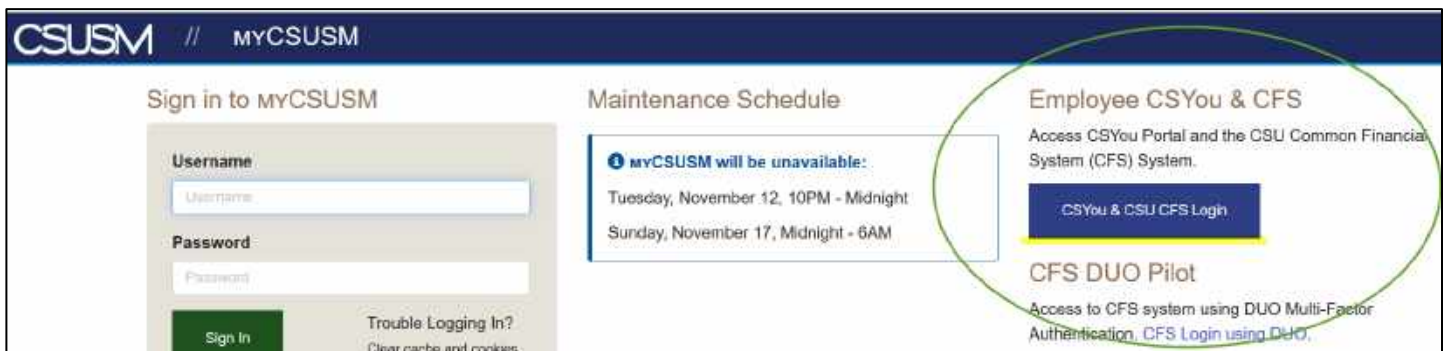 CSUSM // MYCSUSM
Sign in to MYCSUSM
Username
Username
Password
Password
Sign In
Trouble Logging In?
Clear cache and cookies
Maintenance Schedule
MYCSUSM will be unavailable:
Tuesday, November 12, 10PM - Midnight
Sunday, November 17, Midnight - 6AM
Employee CSYou & CFS
Access CSYou Portal and the CSU Common Financial
System (CFS) System.
CSYou & CSU CFS Login
CFS DUO Pilot
Access to CFS system using DUO Multi-Factor
Authentication. CFS Login using DUO.